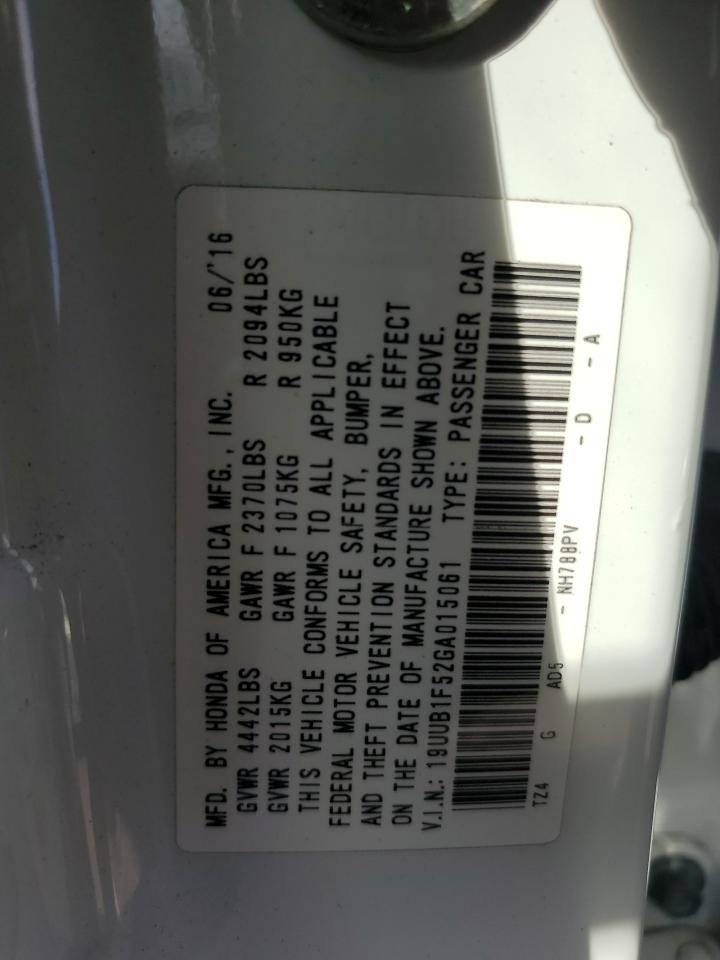 MFD. BY HONDA OF AMERICA MFG., INC. 06/'16
GVWR 4442LBS GAWR F 2370LBS R 2094LBS
GVWR 2015KG GAWR F 1075KG R 950KG
THIS VEHICLE CONFORMS TO ALL APPLICABLE
FEDERAL MOTOR VEHICLE SAFETY, BUMPER,
AND THEFT PREVENTION STANDARDS IN EFFECT
ON THE DATE OF MANUFACTURE SHOWN ABOVE.
V.I.N.: 19UUB1F52GA015061 TYPE: PASSENGER CAR
TZ4 G AD5 - NH788PV - D - A